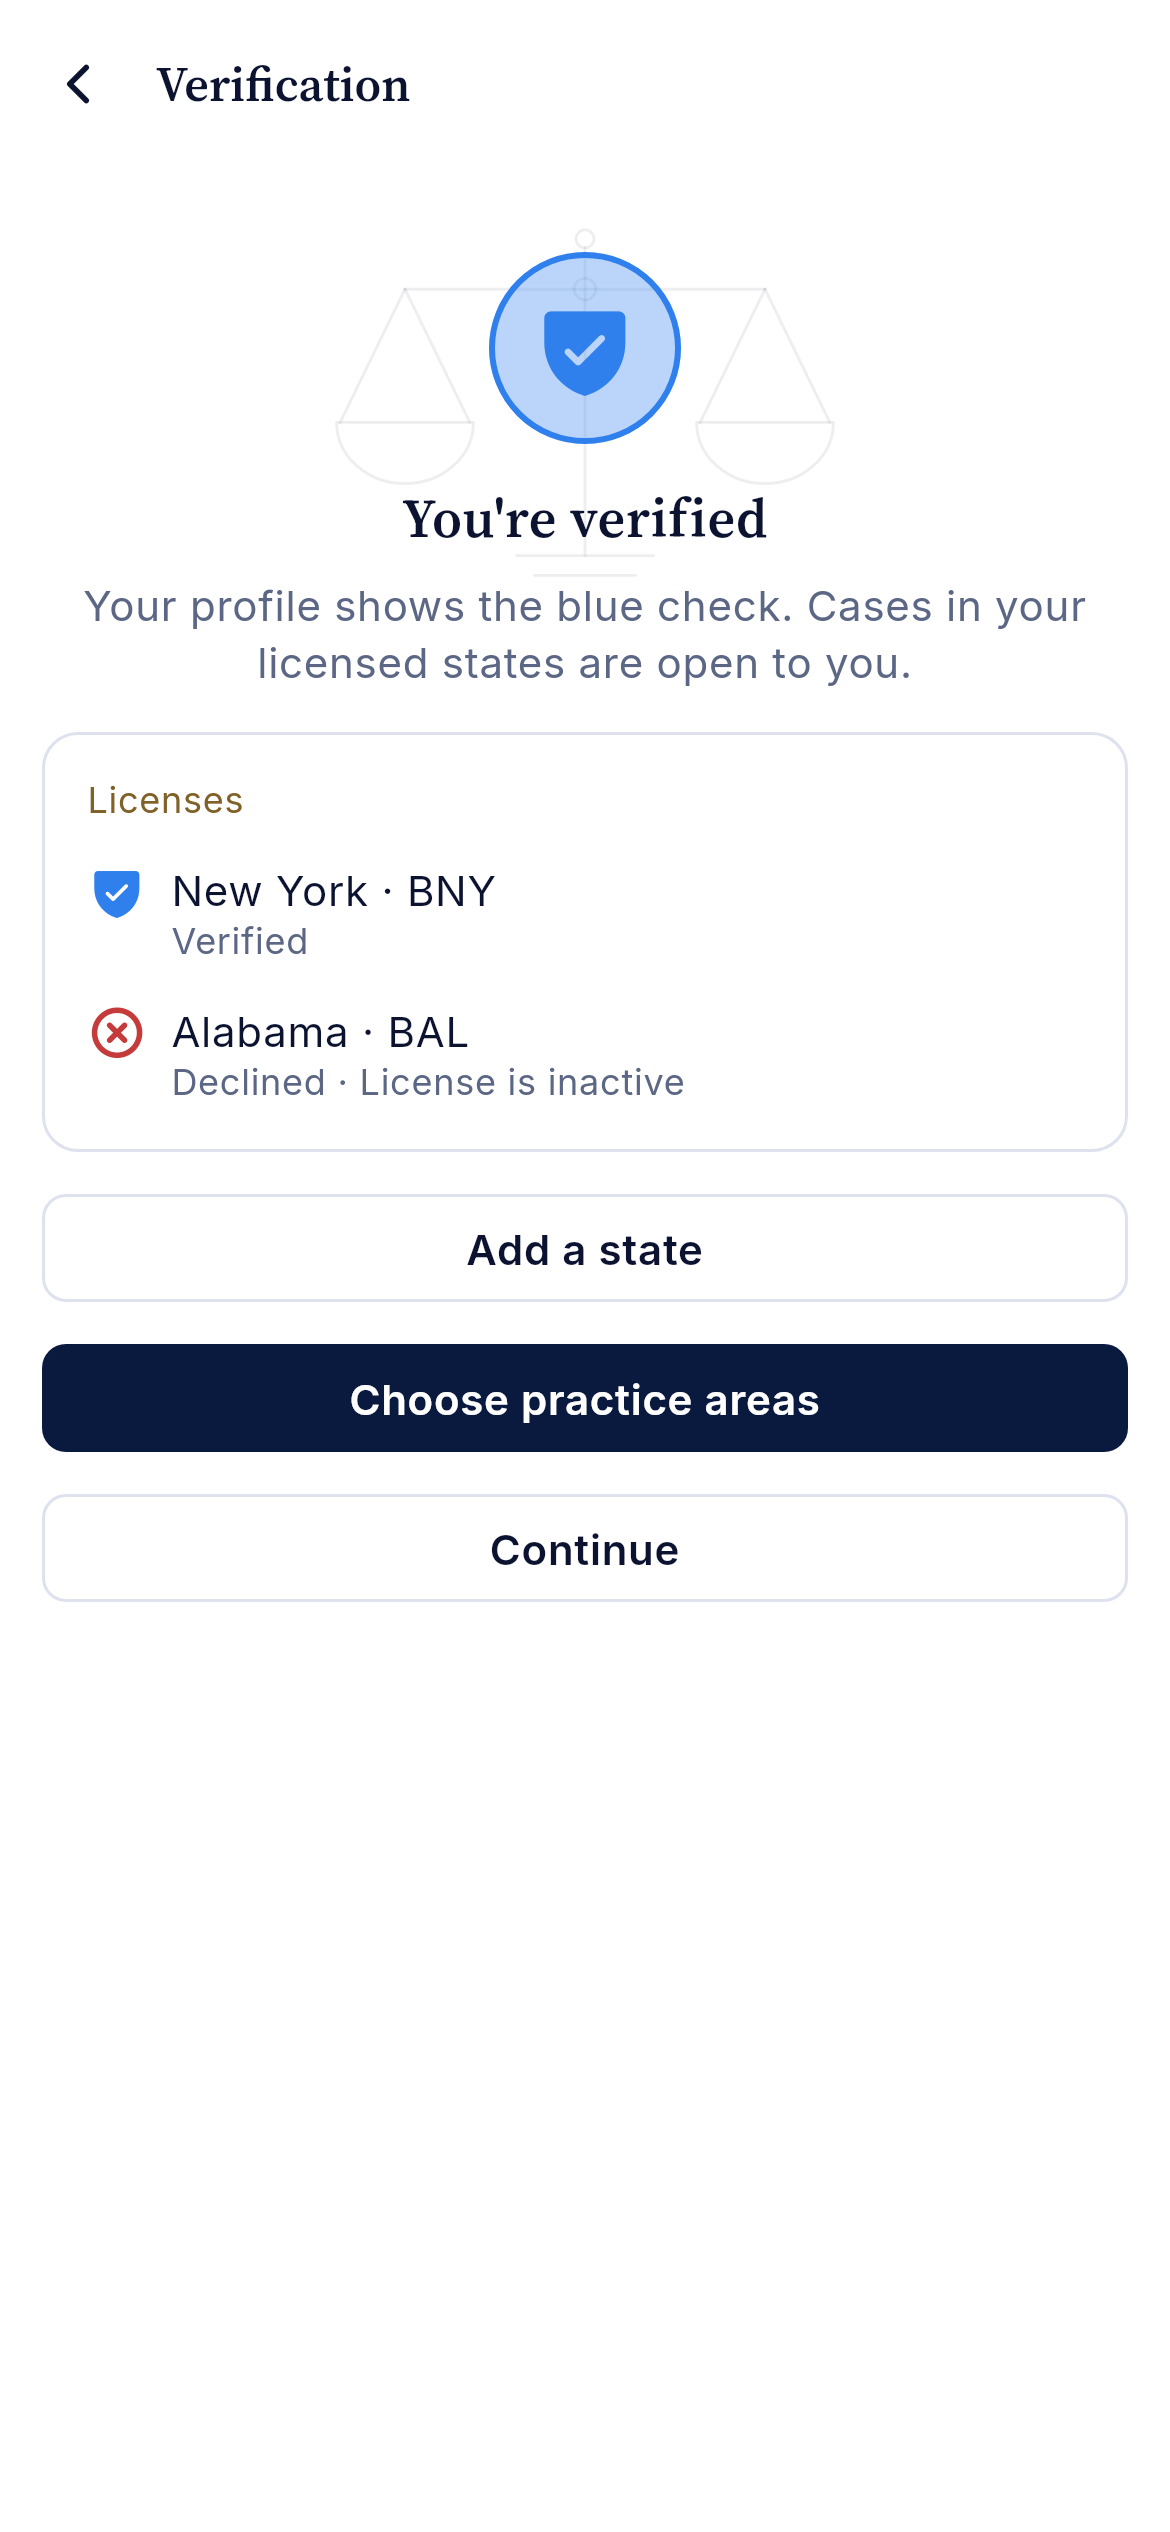 Verification
You're verified
Your profile shows the blue check. Cases in your
licensed states are open to you.
Licenses
New York · BNY
Verified
Alabama · BAL
Declined · License is inactive
Add a state
Choose practice areas
Continue